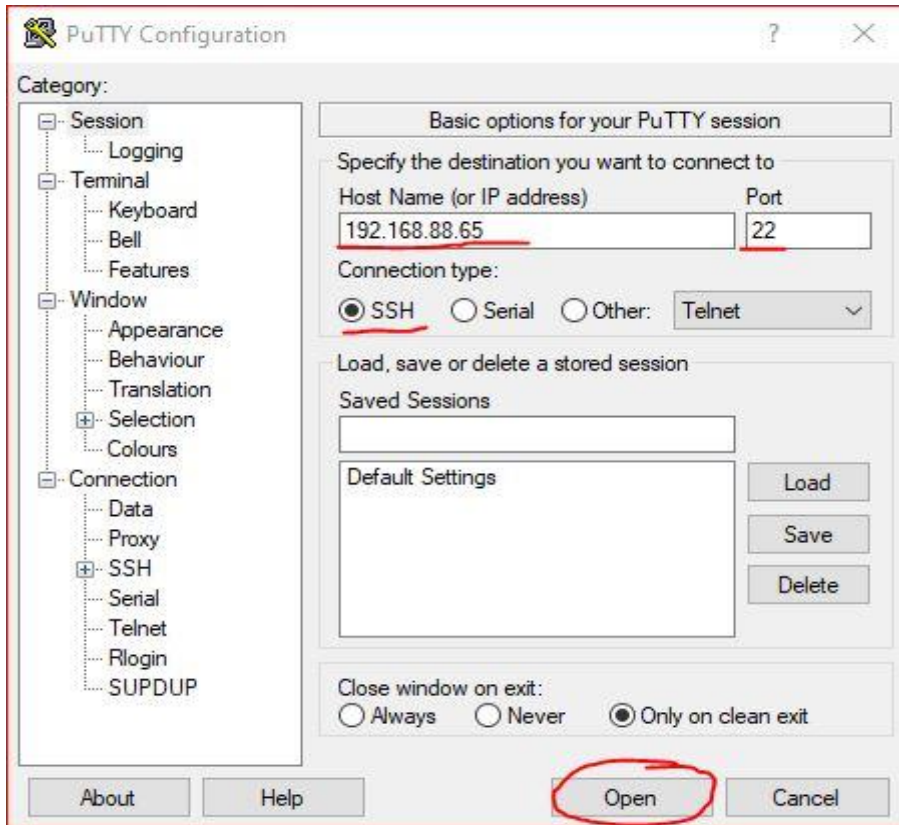 PuTTY Configuration
?
Category:
Session
Logging
Terminal
Keyboard
Bell
Features
Window
Appearance
Behaviour
Translation
Selection
Colours
Connection
Data
Proxy
SSH
Serial
Telnet
Rlogin
SUPDUP
Basic options for your PuTTY session
Specify the destination you want to connect to
Host Name (or IP address) Port
192.168.88.65 22
Connection type:
SSH Serial Other: Telnet
Load, save or delete a stored session
Saved Sessions
Default Settings
Load
Save
Delete
Close window on exit:
Always Never Only on clean exit
About Help Open Cancel